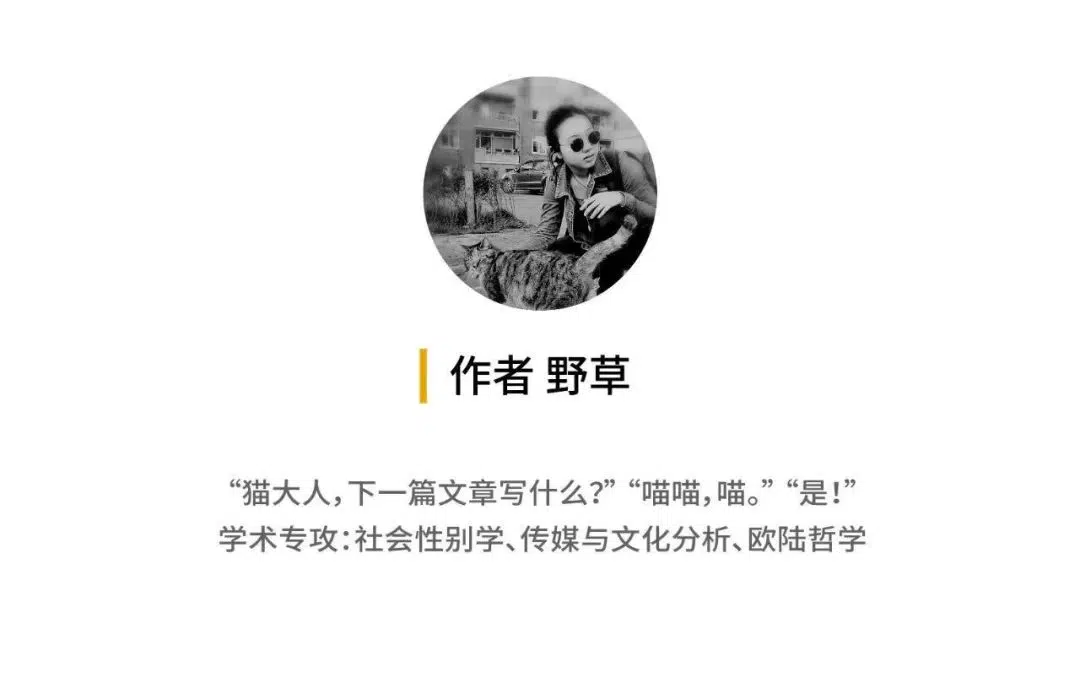 作者 野草
“猫大人，下一篇文章写什么？”“喵喵，喵。”“是！”
学术专攻：社会性别学、传媒与文化分析、欧陆哲学